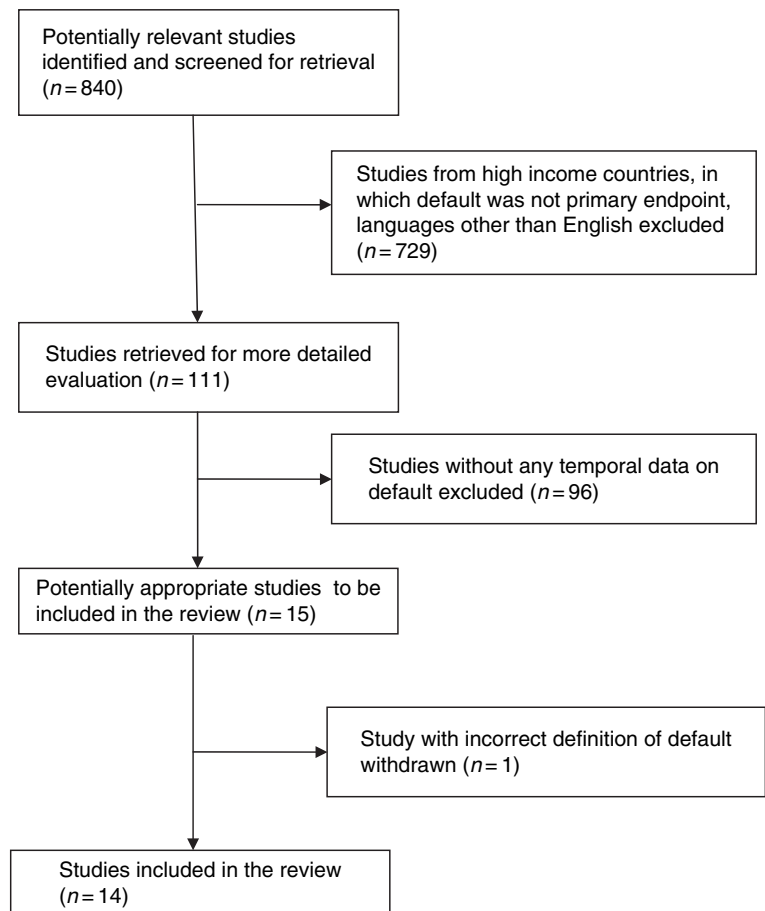 Potentially relevant studies
identified and screened for retrieval
(n=840)
Studies from high income countries, in
which default was not primary endpoint,
languages other than English excluded
(n=729)
Studies retrieved for more detailed
evaluation (n=111)
Studies without any temporal data on
default excluded (n=96)
Potentially appropriate studies to be
included in the review (n=15)
Study with incorrect definition of default
withdrawn (n=1)
Studies included in the review
(n=14)